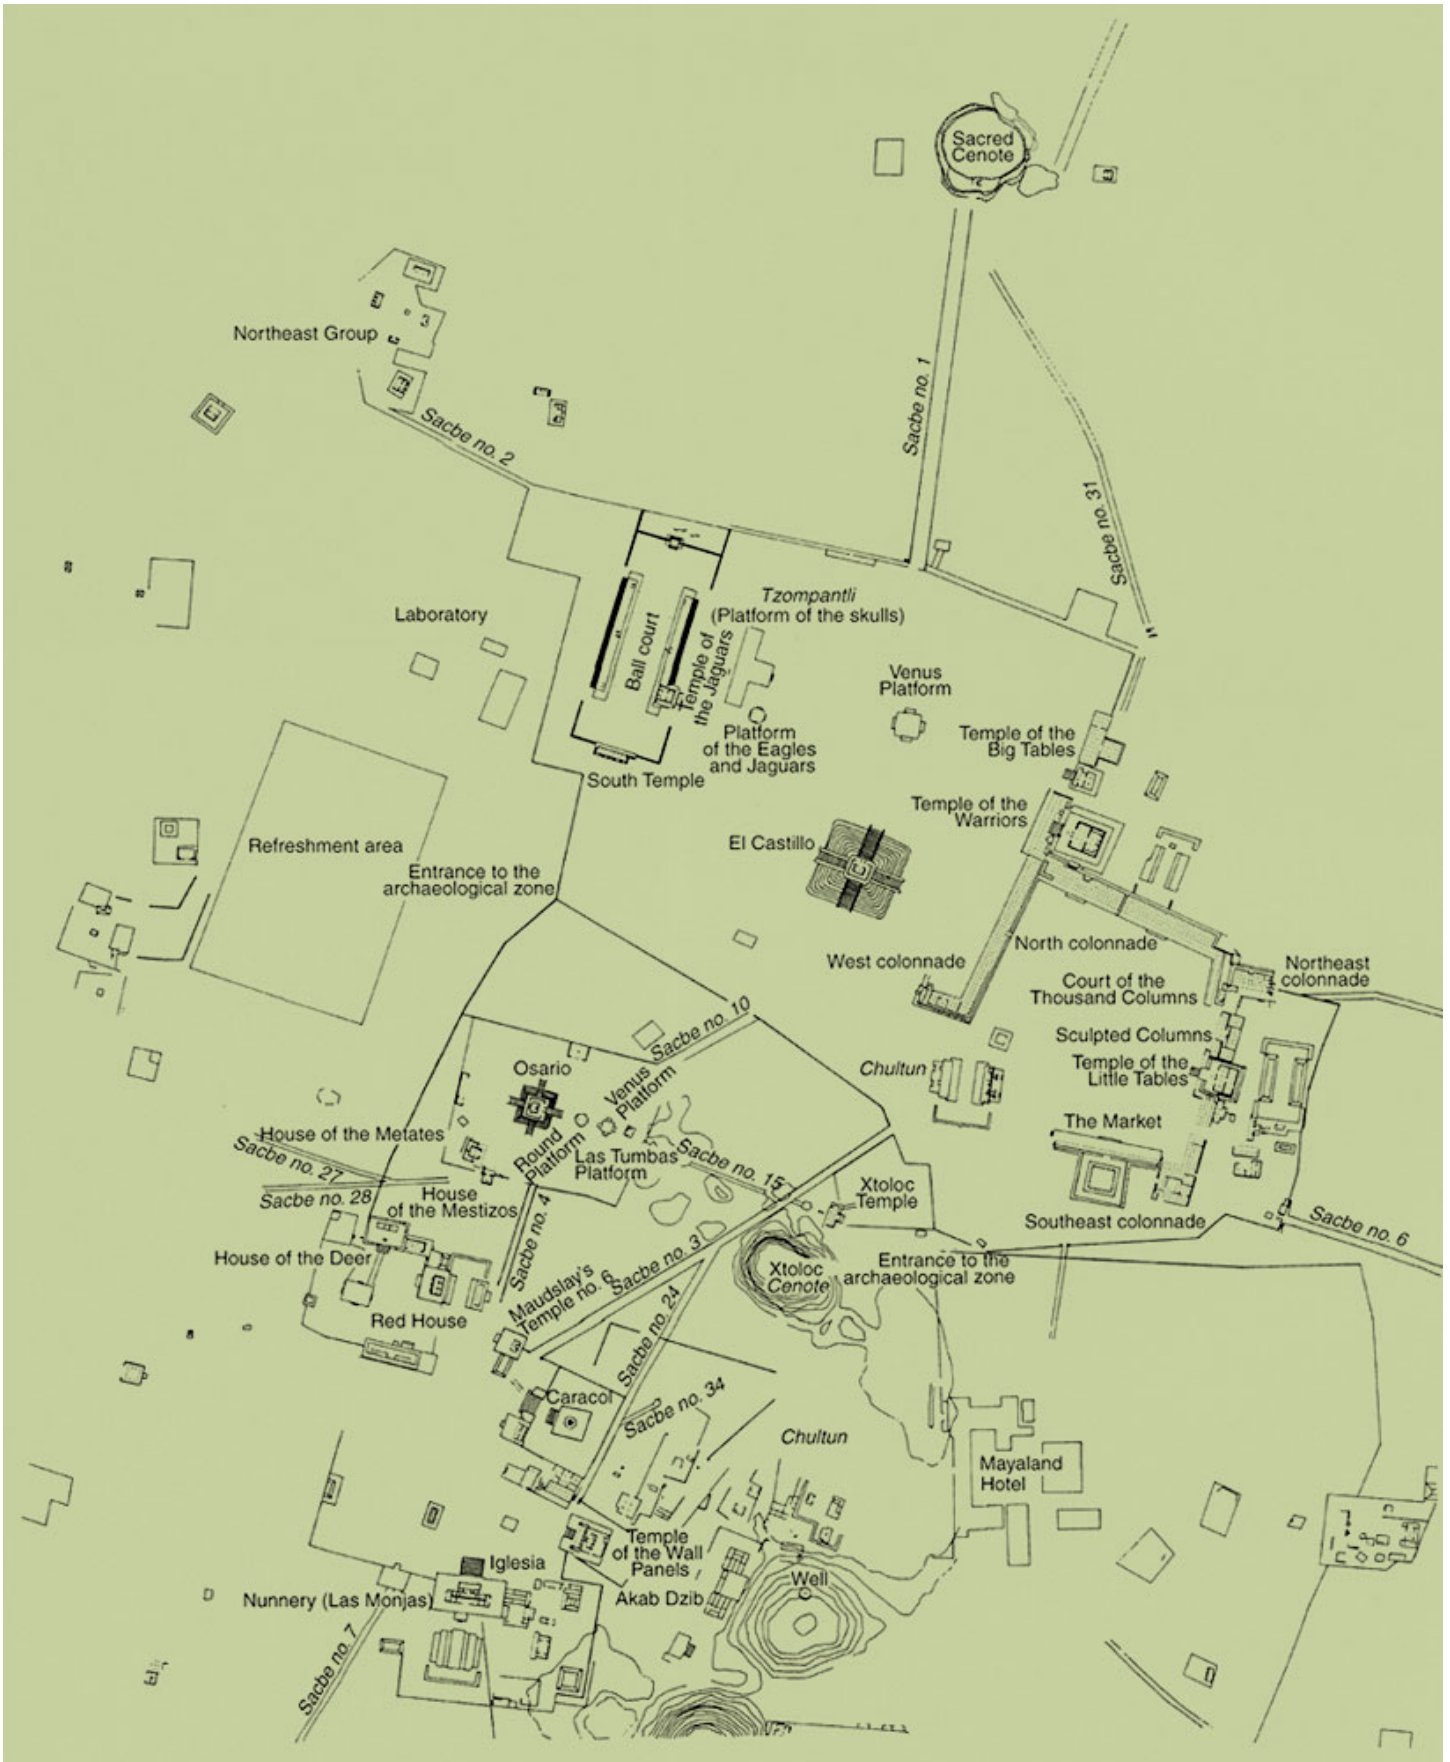 Sacred
Cenote
Northeast Group
Sacbe no. 1
Sacbe no. 2
Sacbe no. 31
Tzompantli
(Platform of the skulls)
Laboratory
Ball court
Temple of
the Jaguars
Venus
Platform
Platform
of the Eagles
and Jaguars
Temple of the
Big Tables
South Temple
Temple of the
Warriors
El Castillo
Refreshment area
Entrance to the
archaeological zone
North colonnade
West colonnade
Northeast
colonnade
Court of the
Thousand Columns
Sacbe no. 10
Sculpted Columns
Osario
Venus
Platform
Chultun
Temple of the
Little Tables
The Market
House of the Metates
Sacbe no. 27
Round
Platform
Las Tumbas
Platform
Sacbe no. 15
Sacbe no. 28
House
of the Mestizos
Xtoloc
Temple
Southeast colonnade
Sacbe no. 6
Sacbe no. 4
House of the Deer
Sacbe no. 3
Xtoloc
Cenote
Entrance to the
archaeological zone
Maudslay's
Temple no. 6
Red House
Sacbe no. 24
Caracol
Sacbe no. 34
Chultun
Mayaland
Hotel
Temple
of the Wall
Panels
Iglesia
Well
Nunnery (Las Monjas)
Akab Dzib
Sacbe no. 7